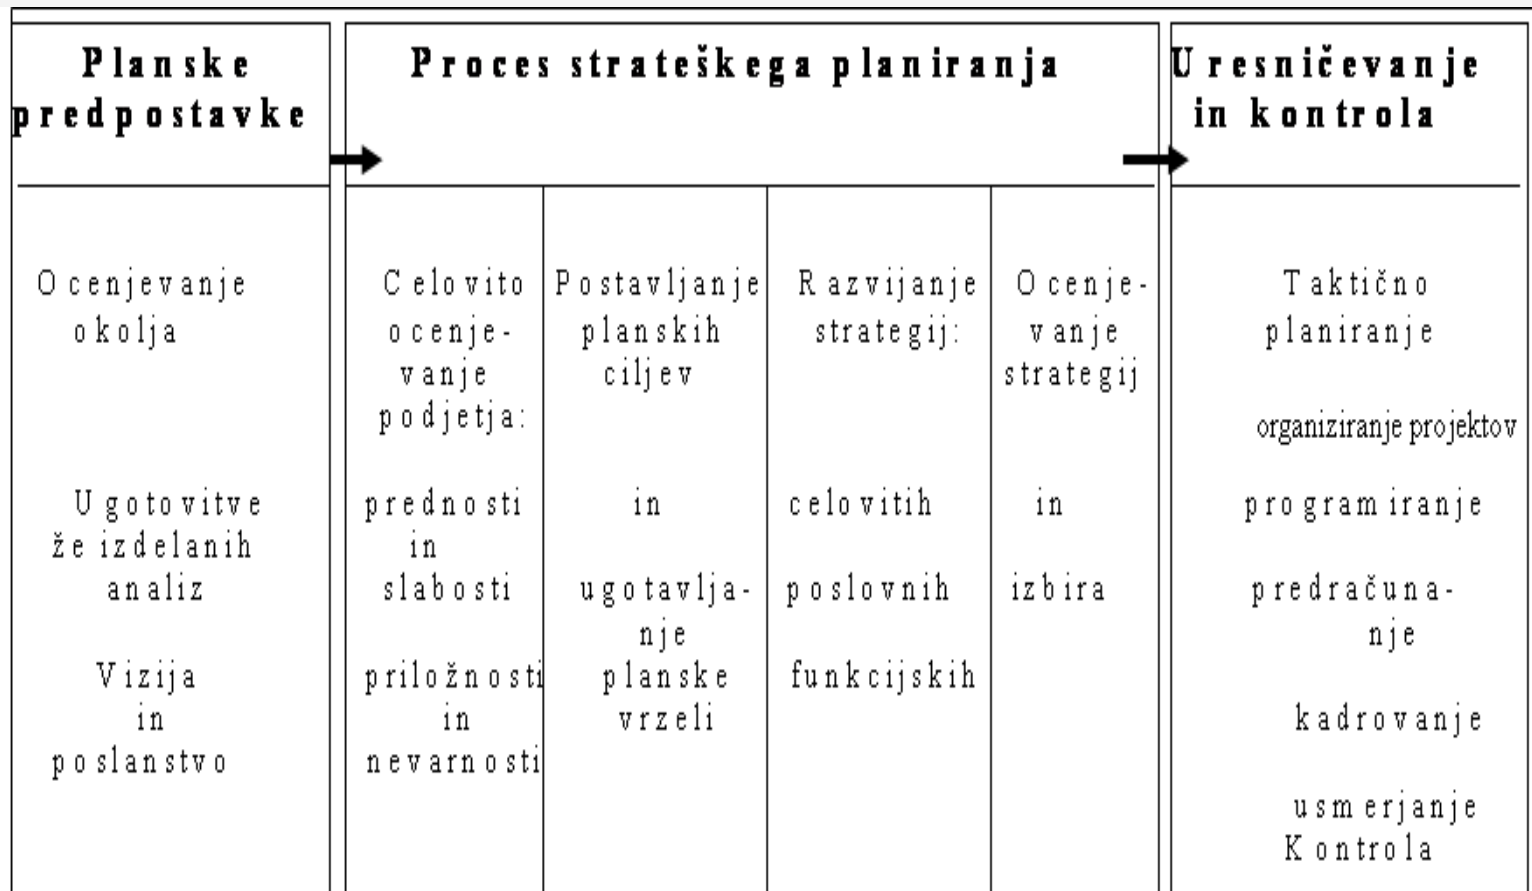 Planske
predpostavke
Proces strateškega planiranja
Uresničevanje
in kontrola
Ocenjevanje
okolja
Ugotovitve
že izdelanih
analiz
Vizija
in
poslanstvo
Celovito
ocenje-
vanje
podjetja:
prednosti
in
slabosti
priložnosti
in
nevarnosti
Postavljanje
planskih
ciljev
in
ugotavlja-
nje
planske
vrzeli
Razvijanje
strategij:
celovitih
poslovnih
funkcijskih
Ocenje-
vanje
strategij
in
izbira
Taktično
planiranje
organiziranje projektov
programiranje
predračuna-
nje
kadrovanje
usmerjanje
Kontrola